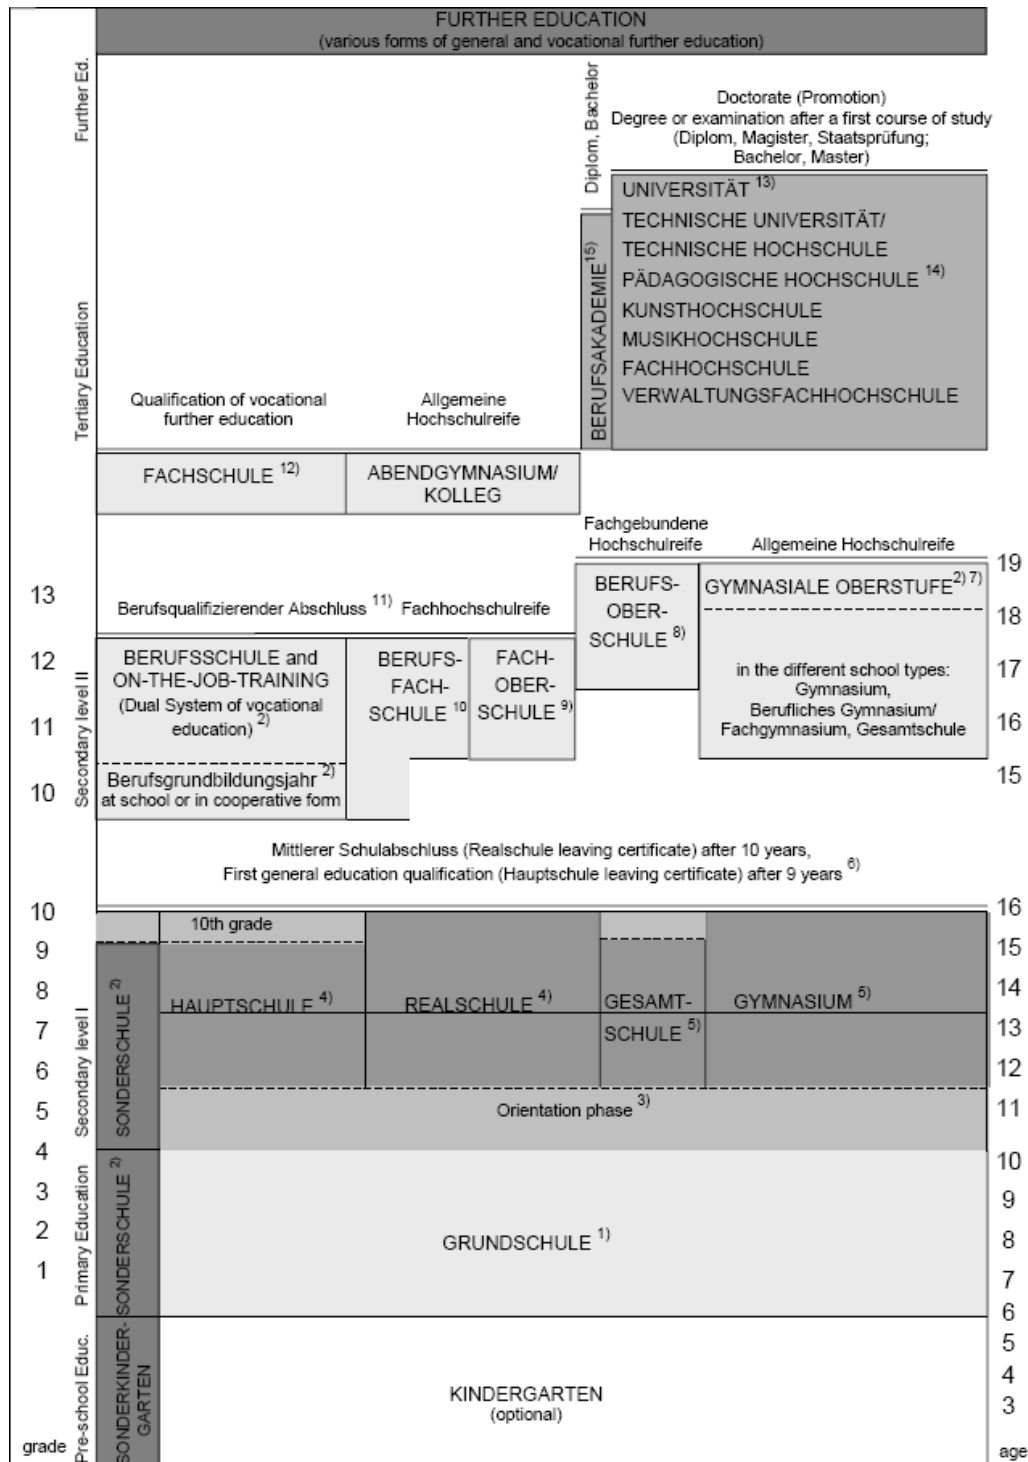 FURTHER EDUCATION
(various forms of general and vocational further education)
Further Ed.
Diplom, Bachelor
Doctorate (Promotion)
Degree or examination after a first course of study
(Diplom, Magister, Staatsprüfung;
Bachelor, Master)
Tertiary Education
BERUFSAKADEMIE 15)
UNIVERSITÄT 13)
TECHNISCHE UNIVERSITÄT/
TECHNISCHE HOCHSCHULE
PÄDAGOGISCHE HOCHSCHULE 14)
KUNSTHOCHSCHULE
MUSIKHOCHSCHULE
FACHHOCHSCHULE
VERWALTUNGSFACHHOCHSCHULE
Qualification of vocational
further education
Allgemeine
Hochschulreife
FACHSCHULE 12)
ABENDGYMNASIUM/
KOLLEG
Fachgebundene
Hochschulreife
Allgemeine Hochschulreife
Berufsqualifizierender Abschluss 11)
Fachhochschulreife
13
12
11
10
Secondary level II
BERUFSSCHULE and
ON-THE-JOB-TRAINING
(Dual System of vocational
education) 2)
Berufsgrundbildungsjahr 2)
at school or in cooperative form
BERUFS-
FACH-
SCHULE 10
FACH-
OBER-
SCHULE 9)
BERUFS-
OBER-
SCHULE 8)
GYMNASIALE OBERSTUFE 2) 7)
in the different school types:
Gymnasium,
Berufliches Gymnasium/
Fachgymnasium, Gesamtschule
19
18
17
16
15
Mittlerer Schulabschluss (Realschule leaving certificate) after 10 years,
First general education qualification (Hauptschule leaving certificate) after 9 years 6)
10
9
8
7
6
5
4
3
2
1
grade
Secondary level I
Primary Education
Pre-school Educ.
SONDERSCHULE 2)
SONDERSCHULE 2)
SONDERKINDER-
GARTEN
10th grade
HAUPTSCHULE 4)
REALSCHULE 4)
GESAMT-
SCHULE 5)
GYMNASIUM 5)
Orientation phase 3)
GRUNDSCHULE 1)
KINDERGARTEN
(optional)
16
15
14
13
12
11
10
9
8
7
6
5
4
3
age